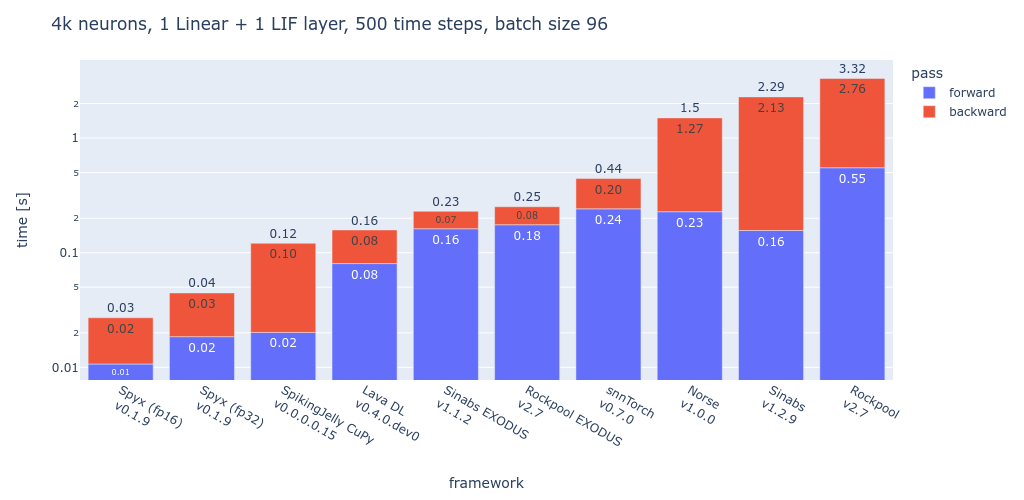 4k neurons, 1 Linear + 1 LIF layer, 500 time steps, batch size 96
pass
forward
backward
time [s]
2
1
5
2
0.1
5
2
0.01
0.03
0.02
0.01
0.04
0.03
0.02
0.12
0.10
0.02
0.16
0.08
0.08
0.23
0.07
0.16
0.25
0.08
0.18
0.44
0.20
0.24
1.5
1.27
0.23
2.29
2.13
0.16
3.32
2.76
0.55
Spyx (fp16)
v0.1.9
Spyx (fp32)
v0.1.9
SpikingJelly CuPy
v0.0.0.0.15
Lava DL
v0.4.0.dev0
Sinabs EXODUS
v1.1.2
Rockpool EXODUS
v2.7
snnTorch
v0.7.0
Norse
v1.0.0
Sinabs
v1.2.9
Rockpool
v2.7
framework